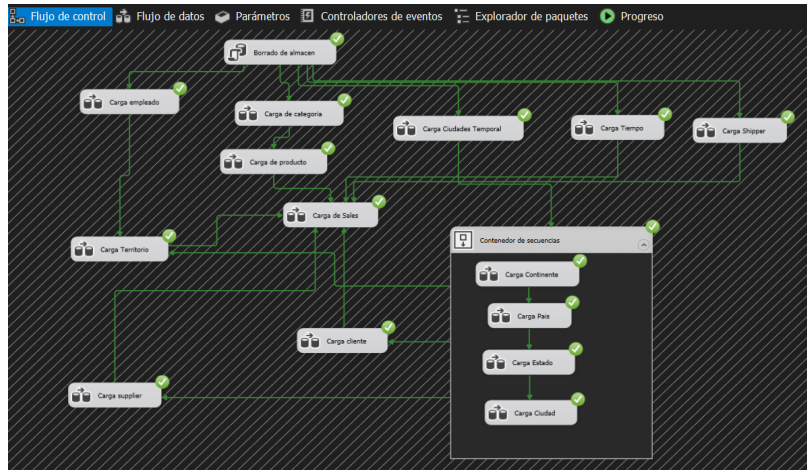 Flujo de control Flujo de datos Parámetros Controladores de eventos Explorador de paquetes Progreso
Borrado de almacen
Carga empleado
Carga de categoria
Carga Ciudades Temporal
Carga Tiempo
Carga Shipper
Carga de producto
Carga de Sales
Carga Territorio
Contenedor de secuencias
Carga Continente
Carga Pais
Carga cliente
Carga Estado
Carga supplier
Carga Ciudad